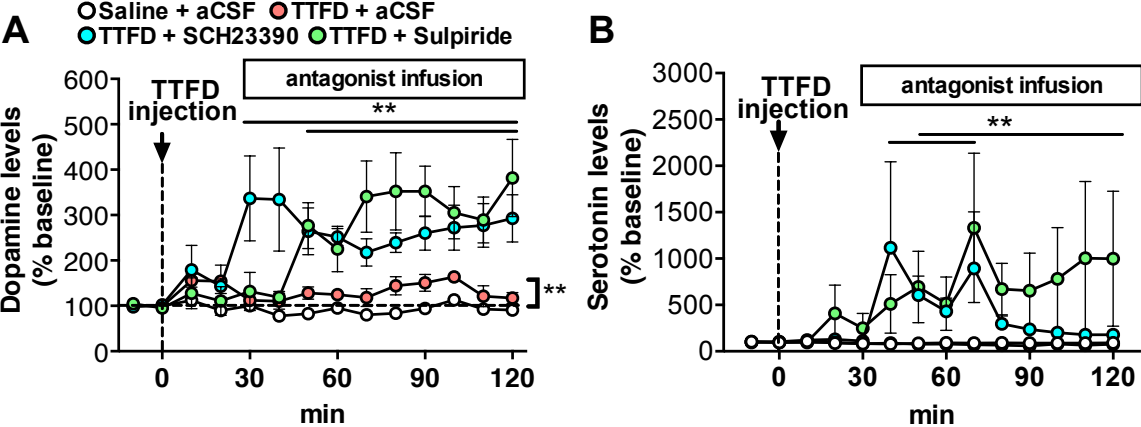 A
Saline + aCSF TTFD + aCSF
TTFD + SCH23390 TTFD + Sulpiride
Dopamine levels
(% baseline)
600
500
400
300
200
100
0
TTFD
injection
antagonist infusion
**
**
0 30 60 90 120
min
B
Serotonin levels
(% baseline)
3000
2500
2000
1500
1000
500
0
TTFD
injection
antagonist infusion
**
0 30 60 90 120
min